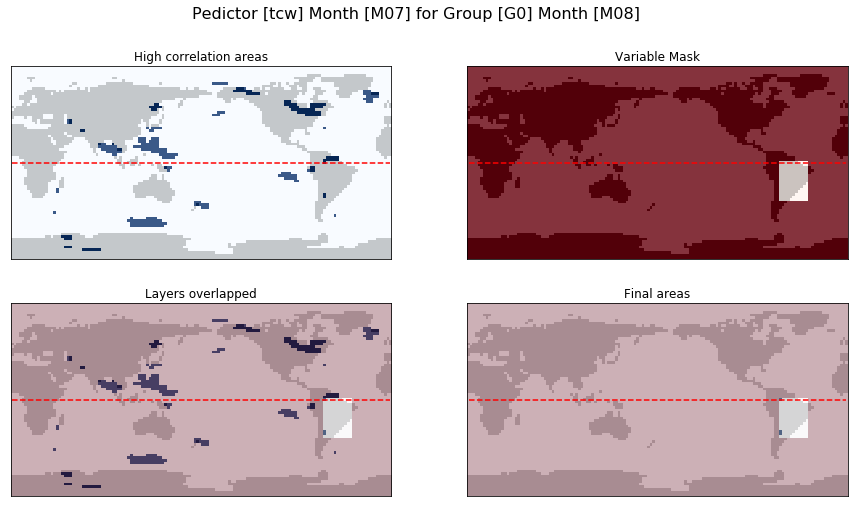 Pedictor [tcw] Month [M07] for Group [G0] Month [M08]
High correlation areas
Variable Mask
Layers overlapped
Final areas